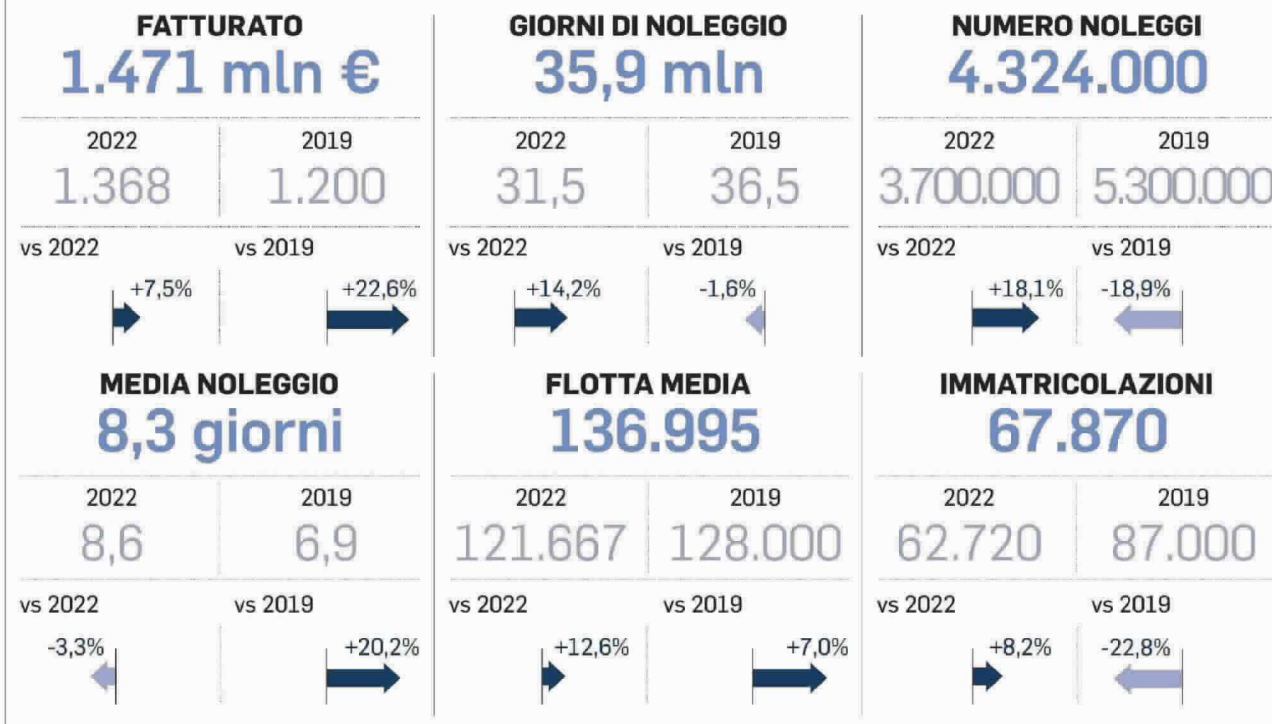 FATTURATO
1.471 mln €
2022 2019
1.368 1.200
vs 2022 vs 2019
+7,5% +22,6%
GIORNI DI NOLEGGIO
35,9 mln
2022 2019
31,5 36,5
vs 2022 vs 2019
+14,2% -1,6%
NUMERO NOLEGGI
4.324.000
2022 2019
3.700.000 5.300.000
vs 2022 vs 2019
+18,1% -18,9%
MEDIA NOLEGGIO
8,3 giorni
2022 2019
8,6 6,9
vs 2022 vs 2019
-3,3% +20,2%
FLOTTA MEDIA
136.995
2022 2019
121.667 128.000
vs 2022 vs 2019
+12,6% +7,0%
IMMATRICOLAZIONI
67.870
2022 2019
62.720 87.000
vs 2022 vs 2019
+8,2% -22,8%